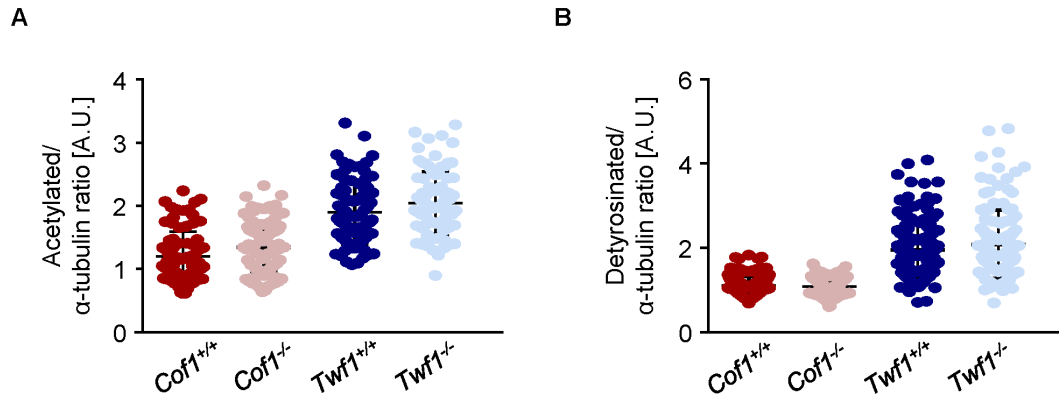 A
Acetylated/
α-tubulin ratio [A.U.]
4
3
2
1
0
Cof1+/+
Cof1-/-
Twf1+/+
Twf1-/-
B
Detyrosinated/
α-tubulin ratio [A.U.]
6
4
2
0
Cof1+/+
Cof1-/-
Twf1+/+
Twf1-/-